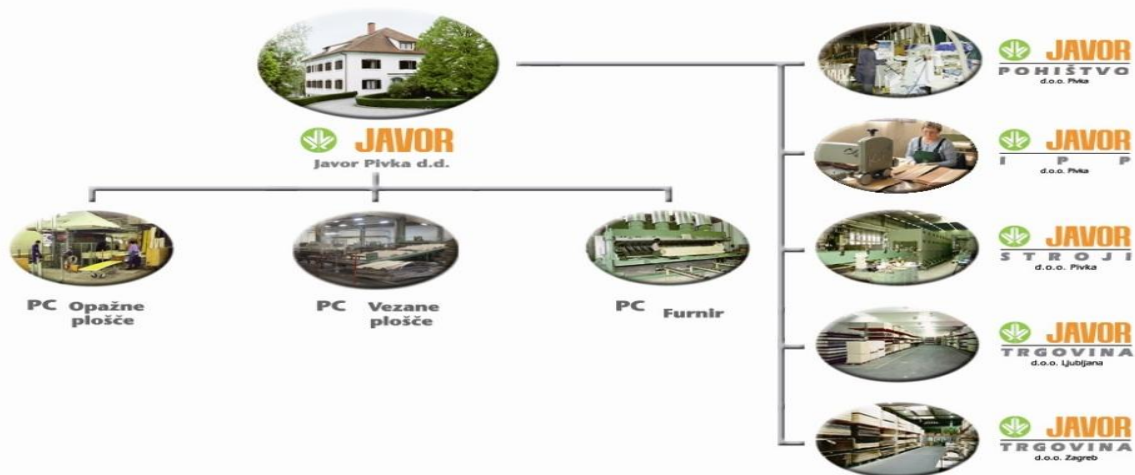 JAVOR
Javor Pivka d.d.
PC Opažne
plošče
PC Vezane
plošče
PC Furnir
JAVOR
POHIŠTVO
d.o.o. Pivka
JAVOR
I P P
d.o.o. Pivka
JAVOR
STROJI
d.o.o. Pivka
JAVOR
TRGOVINA
d.o.o. Ljubljana
JAVOR
TRGOVINA
d.o.o. Zagreb